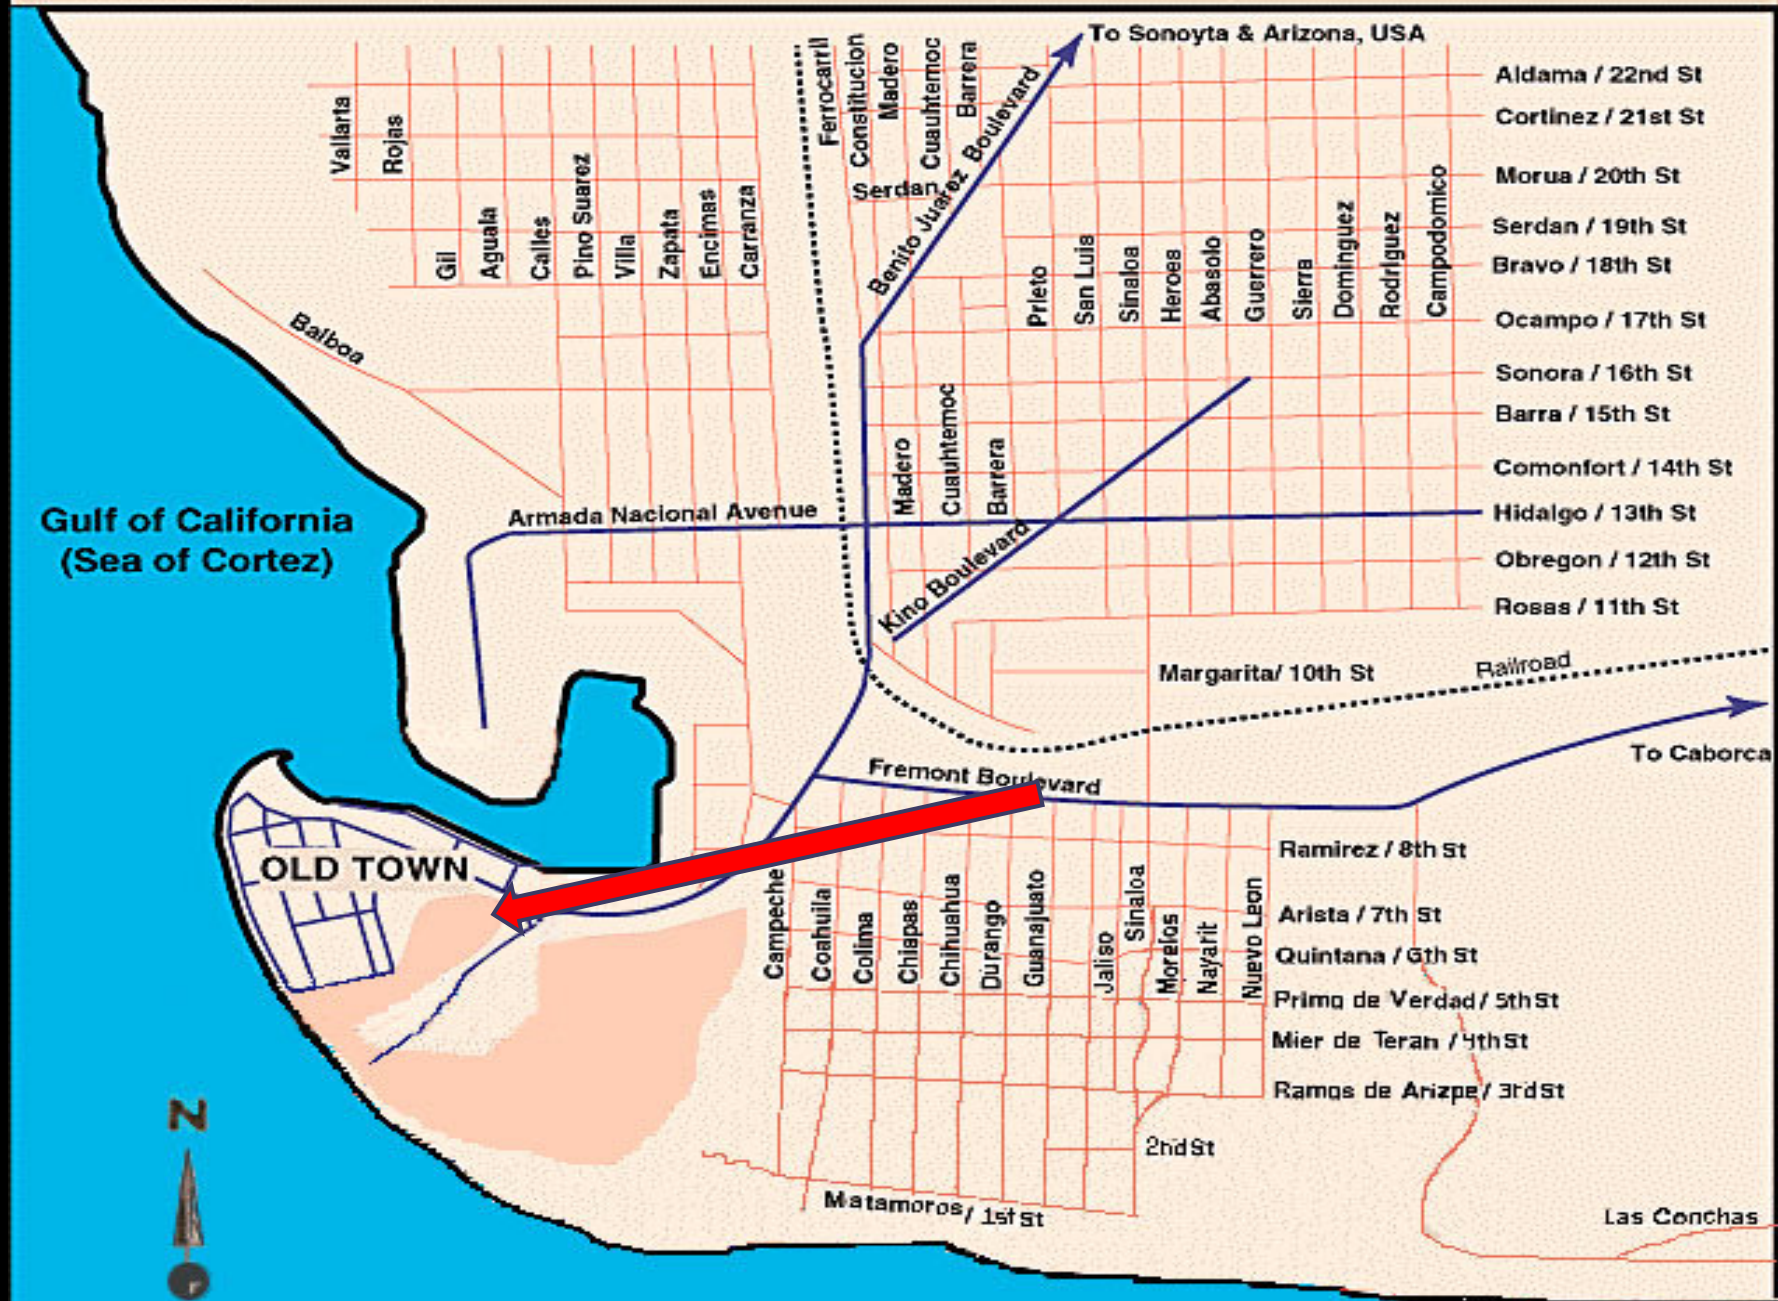 To Sonoyta & Arizona, USA
Aldama / 22nd St
Cortinez / 21st St
Morua / 20th St
Serdan / 19th St
Bravo / 18th St
Ocampo / 17th St
Sonora / 16th St
Barra / 15th St
Comonfort / 14th St
Hidalgo / 13th St
Obregon / 12th St
Rosas / 11th St
Vallarta
Rojas
Gil
Aguala
Calles
Pino Suarez
Villa
Zapata
Encimas
Carranza
Ferrocarril
Constitucion
Madero
Cuauhtemoc
Barrera
Serdan
Benito Juarez Boulevard
Prieto
San Luis
Sinaloa
Heroes
Abasolo
Guerrero
Sierra
Dominguez
Rodriguez
Campodomico
Balboa
Madero
Cuauhtemoc
Barrera
Gulf of California
(Sea of Cortez)
Armada Nacional Avenue
Kino Boulevard
Margarita/ 10th St
Railroad
To Caborca
Fremont Boulevard
OLD TOWN
Ramirez / 8th St
Arista / 7th St
Quintana / 6th St
Primo de Verdad / 5th St
Mier de Teran / 4th St
Ramos de Arizpe / 3rd St
2nd St
Matamoros / 1st St
Campeche
Coahuila
Colima
Chiapas
Chihuahua
Durango
Guanajuato
Jaliso
Sinaloa
Morelos
Nayarit
Nuevo Leon
Las Conchas
N